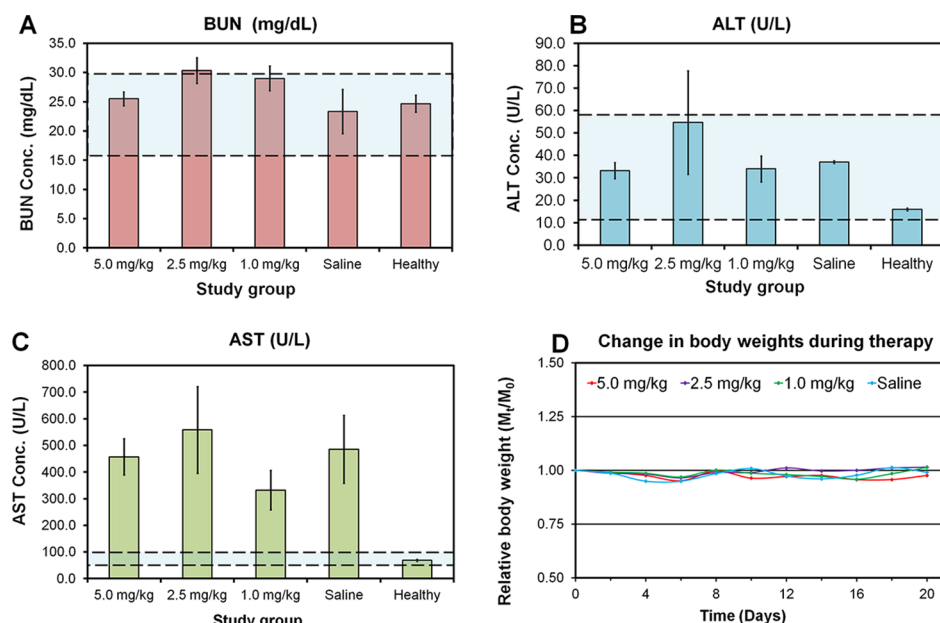 A
BUN (mg/dL)
BUN Conc. (mg/dL)
35.0
30.0
25.0
20.0
15.0
10.0
5.0
0.0
5.0 mg/kg 2.5 mg/kg 1.0 mg/kg Saline Healthy
Study group
B
ALT (U/L)
ALT Conc. (U/L)
90.0
80.0
70.0
60.0
50.0
40.0
30.0
20.0
10.0
0.0
5.0 mg/kg 2.5 mg/kg 1.0 mg/kg Saline Healthy
Study group
C
AST (U/L)
AST Conc. (U/L)
800.0
700.0
600.0
500.0
400.0
300.0
200.0
100.0
0.0
5.0 mg/kg 2.5 mg/kg 1.0 mg/kg Saline Healthy
Study group
D
Change in body weights during therapy
Relative body weight (Mt/M0)
1.50
1.25
1.00
0.75
0.50
5.0 mg/kg 2.5 mg/kg 1.0 mg/kg Saline
0 4 8 12 16 20
Time (Days)